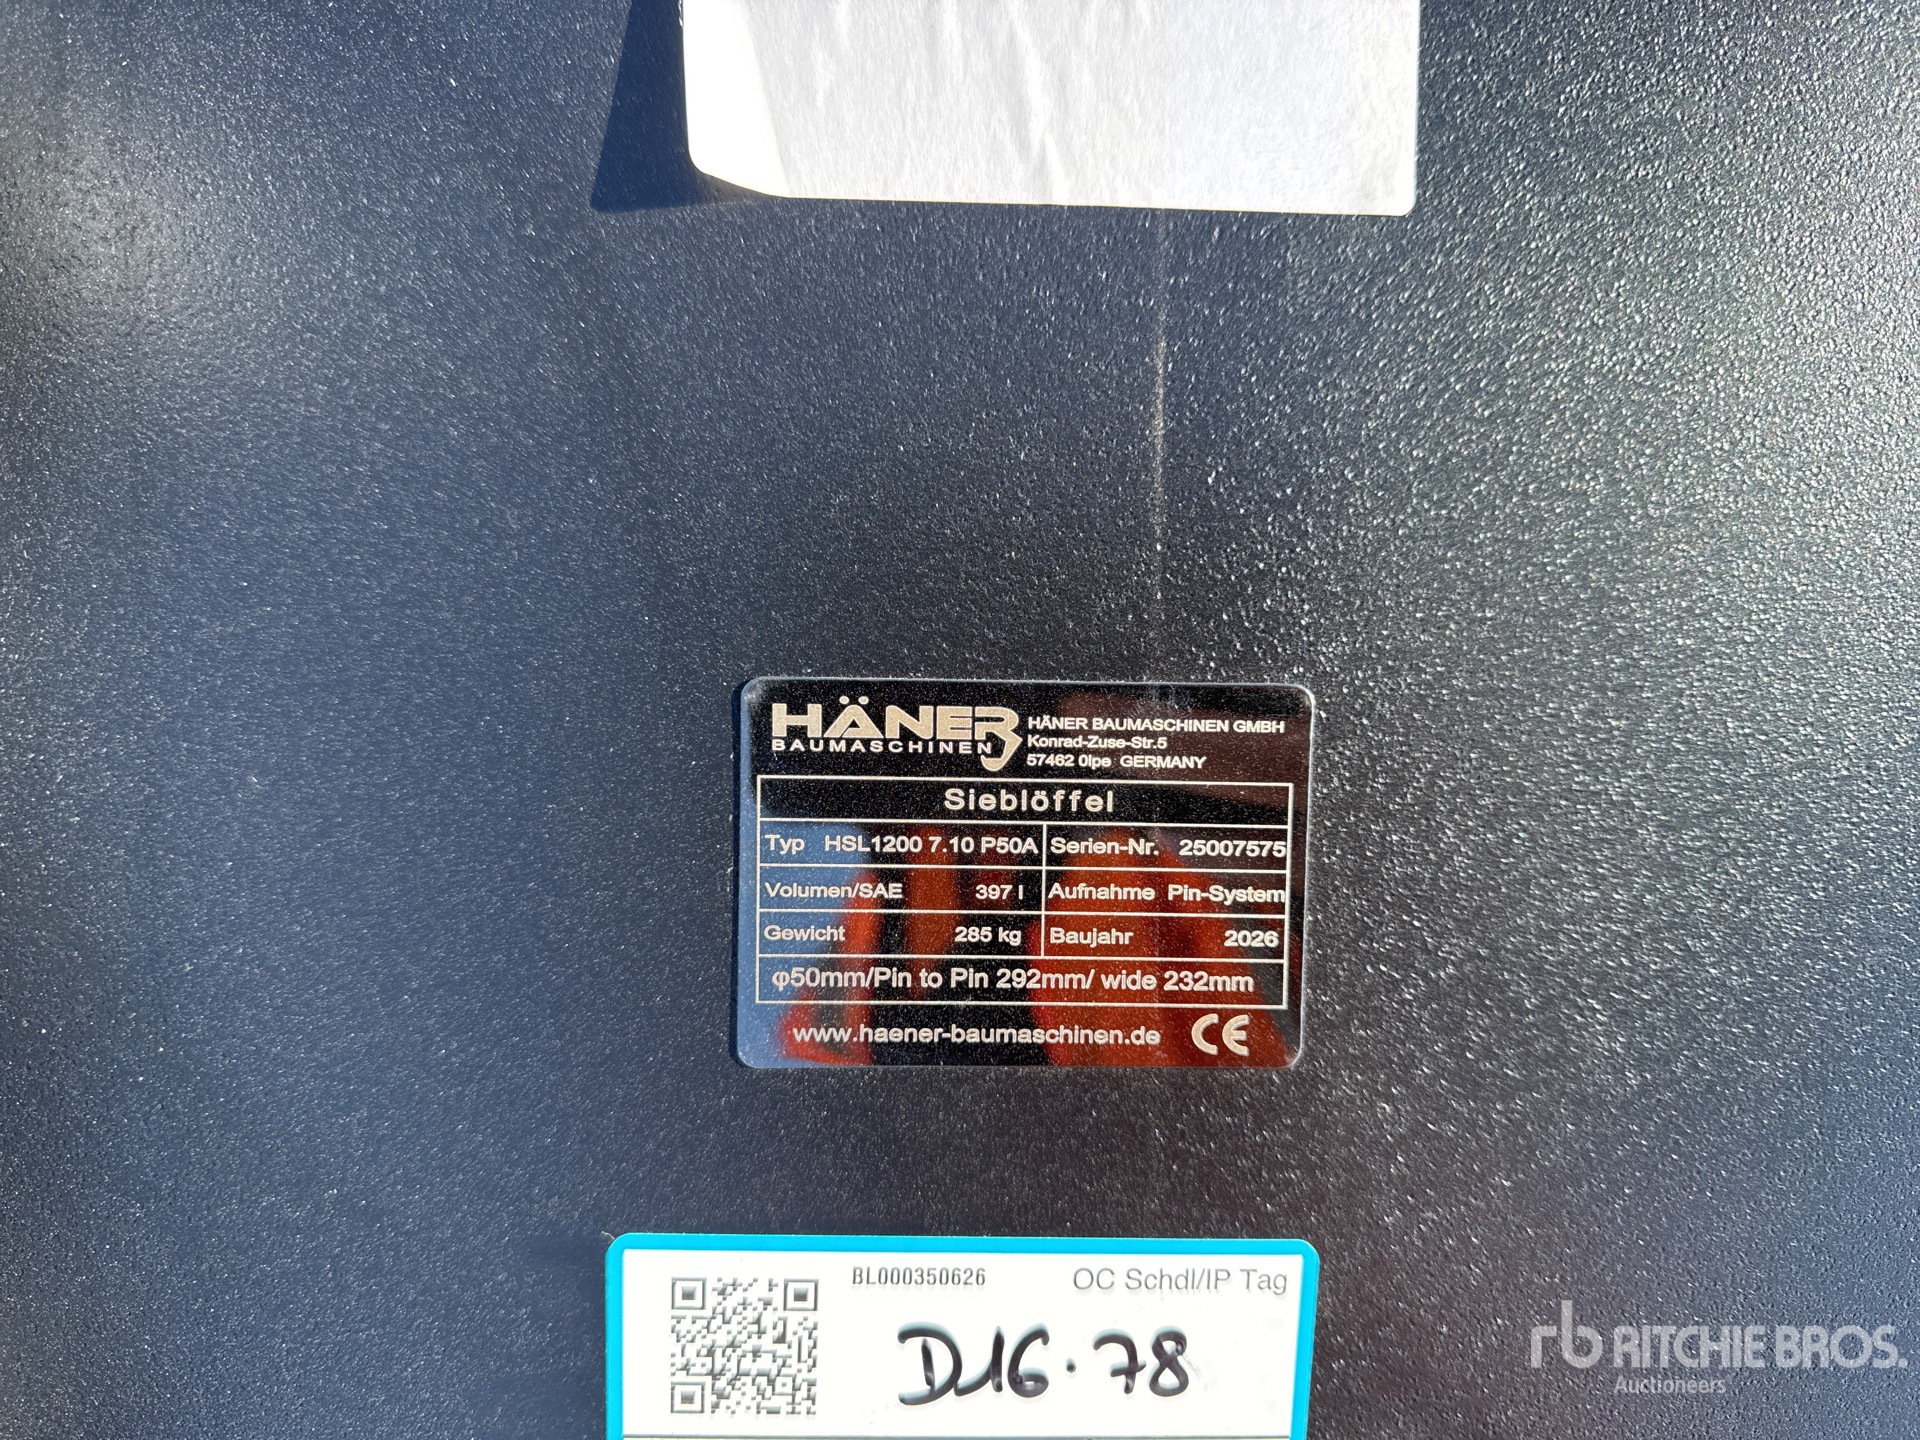 HÄNER
BAUMASCHINEN
HÄNER BAUMASCHINEN GMBH
Konrad-Zuse-Str.5
57462 Olpe GERMANY
Sieblöffel
Typ HSL1200 7.10 P50A Serien-Nr. 25007575
Volumen/SAE 397 l Aufnahme Pin-System
Gewicht 285 kg Baujahr 2026
φ50mm/Pin to Pin 292mm/ wide 232mm
www.haener-baumaschinen.de CE
BL000350626 OC Schdl/IP Tag
D16.78
rb RITCHIE BROS.
Auctioneers